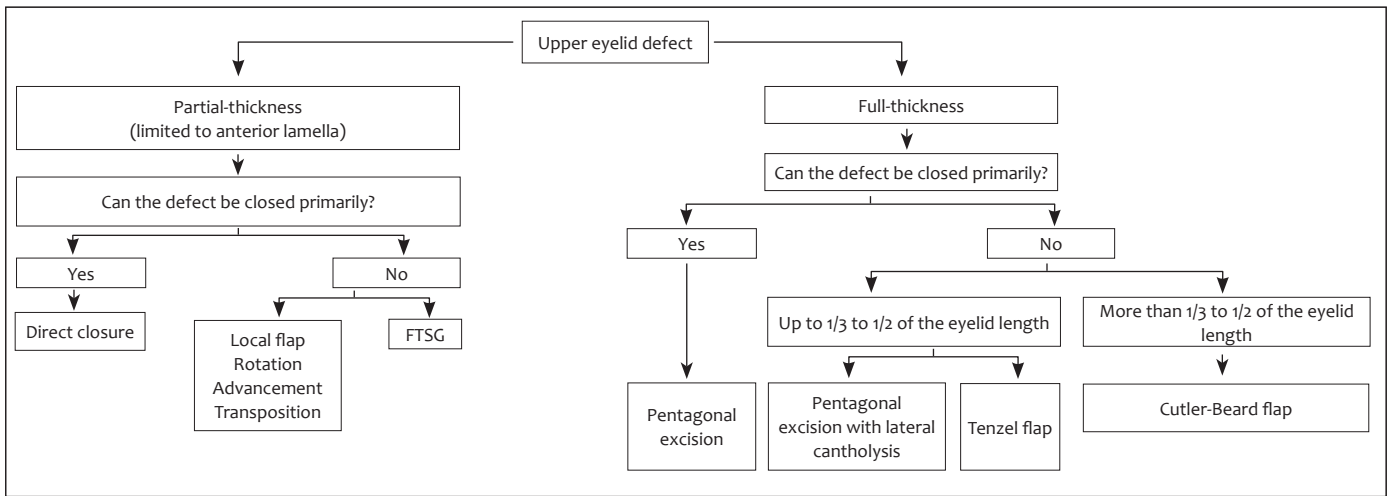 Upper eyelid defect
Partial-thickness
(limited to anterior lamella)
Can the defect be closed primarily?
Yes
No
Direct closure
Local flap
Rotation
Advancement
Transposition
FTSG
Full-thickness
Can the defect be closed primarily?
Yes
No
Up to 1/3 to 1/2 of the eyelid length
More than 1/3 to 1/2 of the eyelid
length
Pentagonal
excision
Pentagonal
excision with lateral
cantholysis
Tenzel flap
Cutler-Beard flap